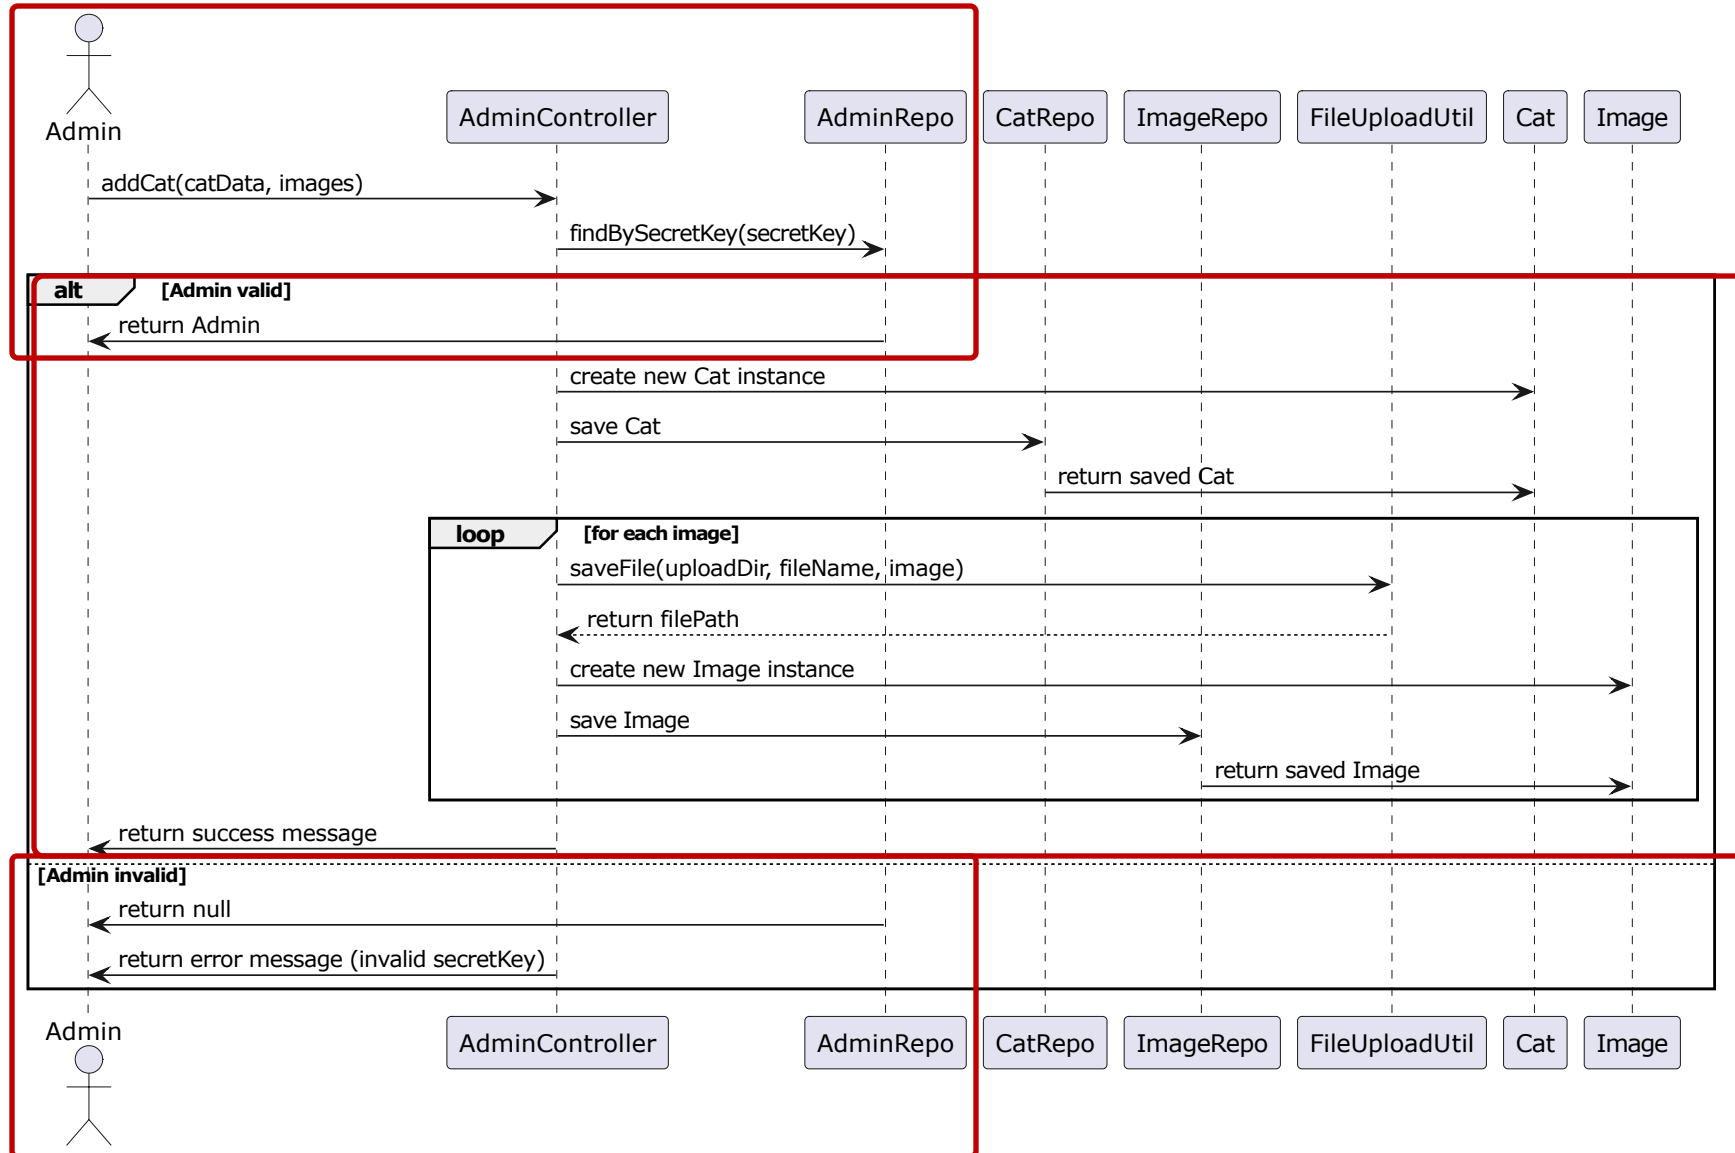 Admin
AdminController
AdminRepo
CatRepo
ImageRepo
FileUploadUtil
Cat
Image
addCat(catData, images)
findBySecretKey(secretKey)
alt
[Admin valid]
return Admin
create new Cat instance
save Cat
return saved Cat
loop
[for each image]
saveFile(uploadDir, fileName, image)
return filePath
create new Image instance
save Image
return saved Image
return success message
[Admin invalid]
return null
return error message (invalid secretKey)
Admin
AdminController
AdminRepo
CatRepo
ImageRepo
FileUploadUtil
Cat
Image